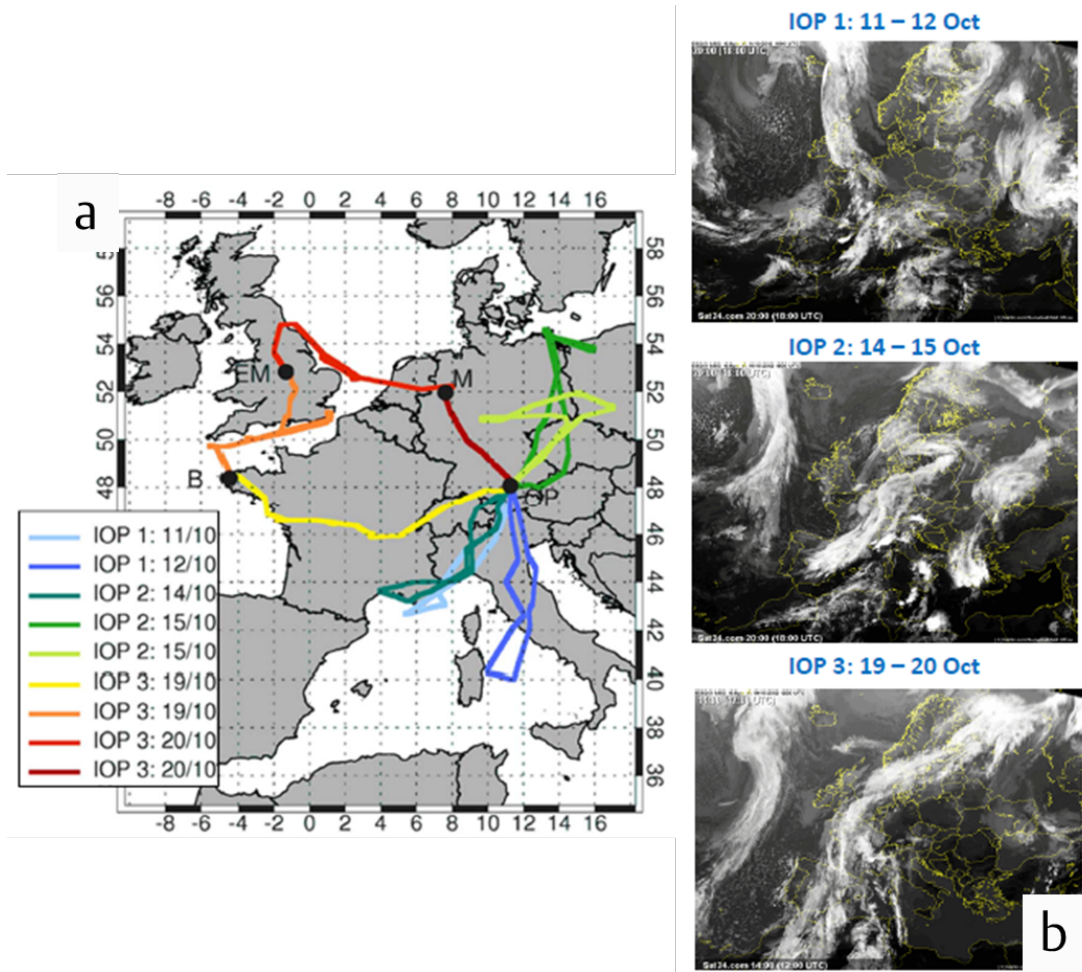 a
-8 -6 -4 -2 0 2 4 6 8 10 12 14 16
58
56 56
54 54
52 52
50 50
48 48
46
44
42
40
38
36
EM
M
B
OP
IOP 1: 11/10
IOP 1: 12/10
IOP 2: 14/10
IOP 2: 15/10
IOP 2: 15/10
IOP 3: 19/10
IOP 3: 19/10
IOP 3: 20/10
IOP 3: 20/10
-8 -6 -4 -2 0 2 4 6 8 10 12 14 16
IOP 1: 11 – 12 Oct
Sat24.com 20:00 (18:00 UTC)
IOP 2: 14 – 15 Oct
Sat24.com 20:00 (18:00 UTC)
IOP 3: 19 – 20 Oct
Sat24.com 14:00 (12:00 UTC)
b